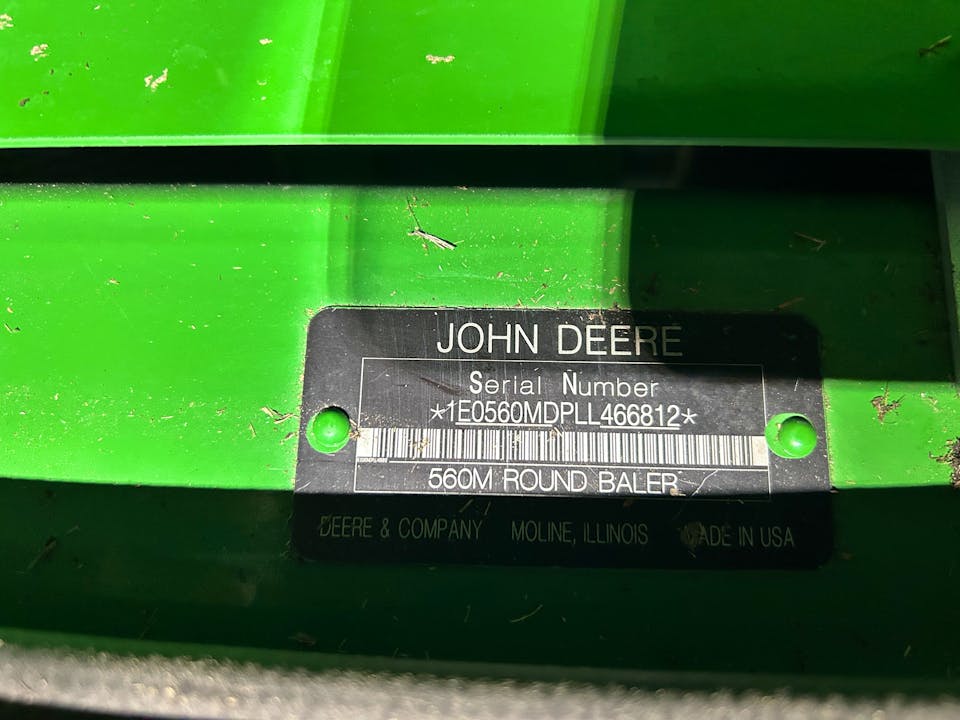 JOHN DEERE
Serial Number
*1E0560MDPLL466812*
560M ROUND BALER
DEERE & COMPANY MOLINE, ILLINOIS MADE IN USA